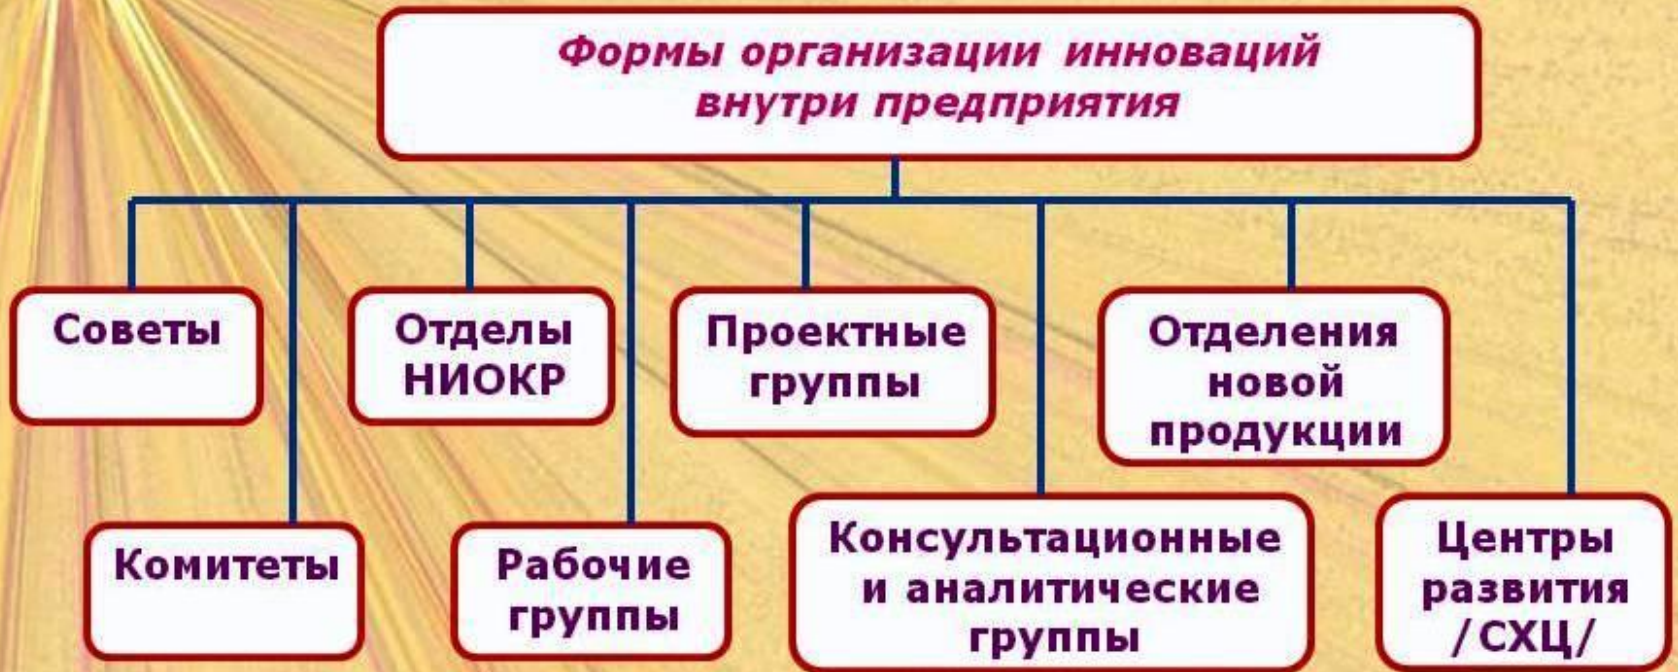 Формы организации инноваций
внутри предприятия
Советы
Отделы
НИОКР
Проектные
группы
Отделения
новой
продукции
Комитеты
Рабочие
группы
Консультационные
и аналитические
группы
Центры
развития
/СХЦ/